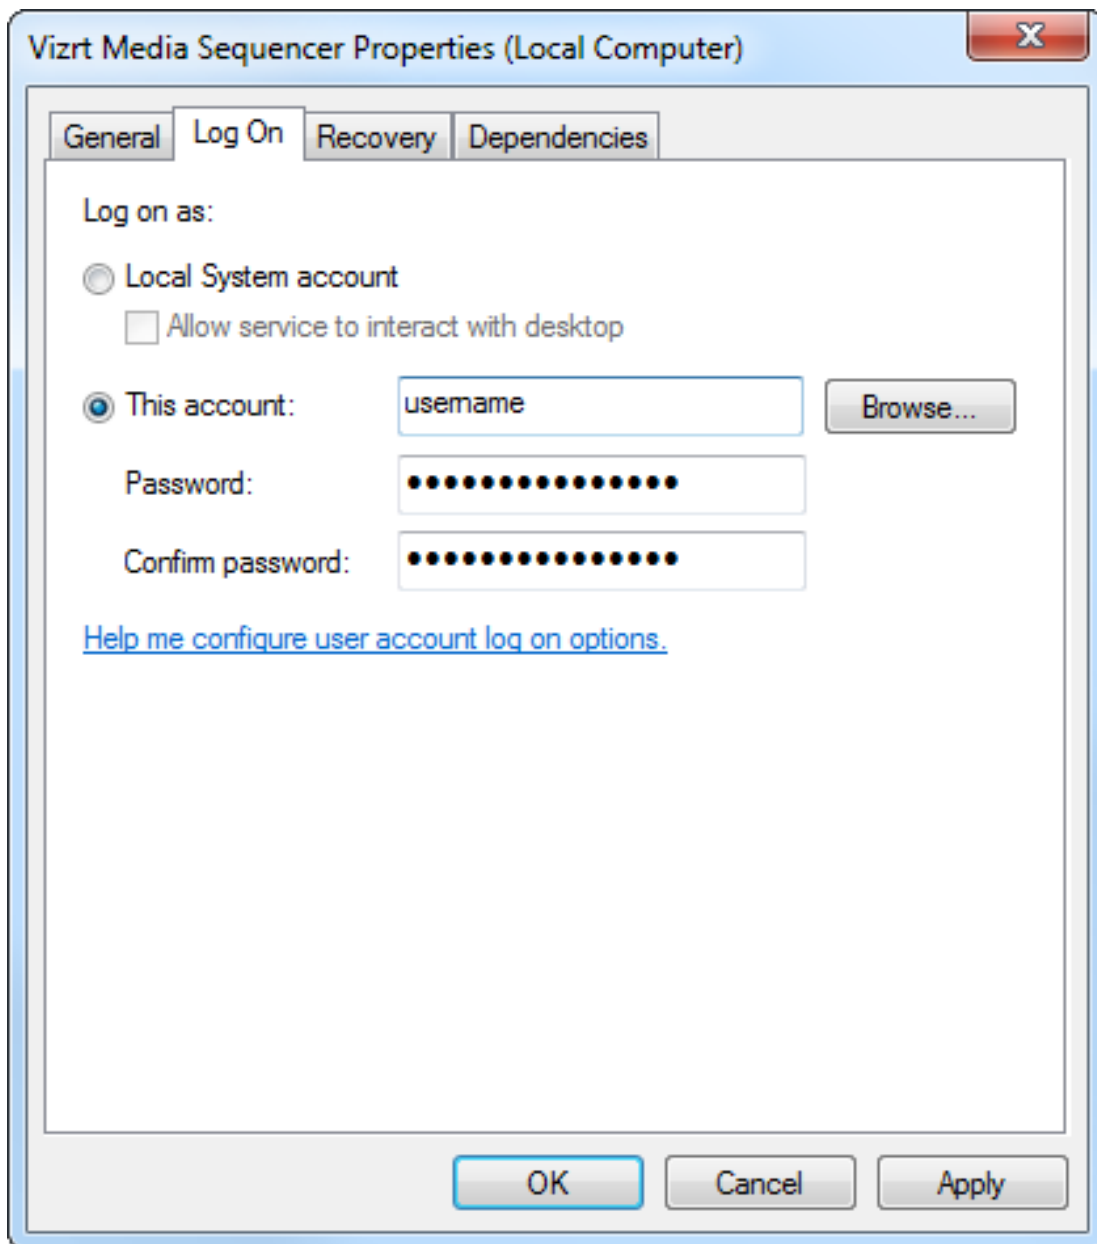 Vizrt Media Sequencer Properties (Local Computer)
General Log On Recovery Dependencies
Log on as:
Local System account
Allow service to interact with desktop
This account: username Browse...
Password: •••••••••••••••
Confirm password: •••••••••••••••
Help me configure user account log on options.
OK Cancel Apply